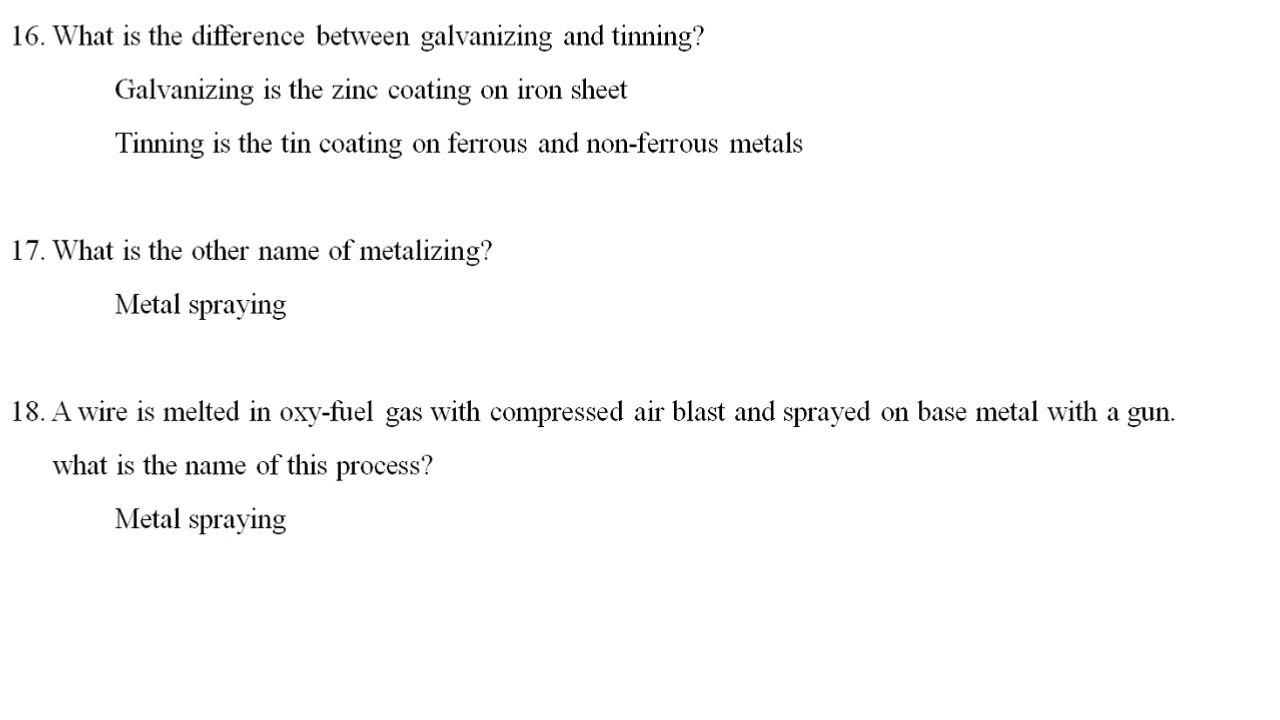 16. What is the difference between galvanizing and tinning?
Galvanizing is the zinc coating on iron sheet
Tinning is the tin coating on ferrous and non-ferrous metals
17. What is the other name of metalizing?
Metal spraying
18. A wire is melted in oxy-fuel gas with compressed air blast and sprayed on base metal with a gun.
what is the name of this process?
Metal spraying